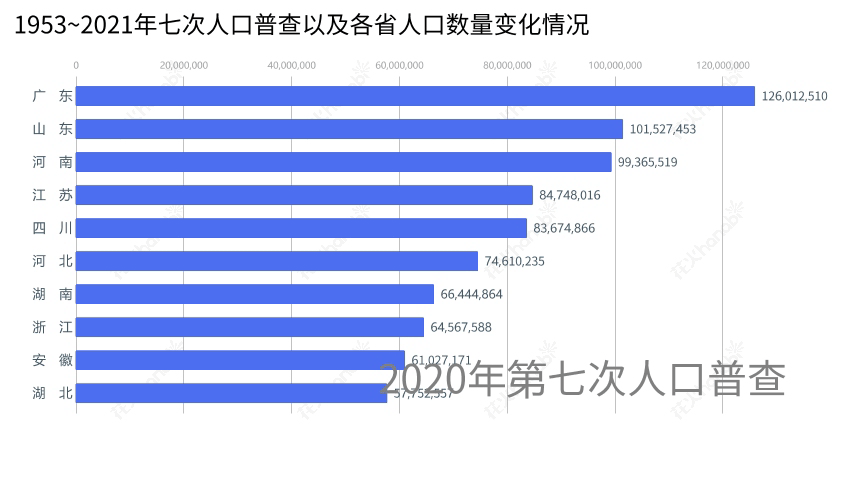 1953~2021年七次人口普查以及各省人口数量变化情况
0 20,000,000 40,000,000 60,000,000 80,000,000 100,000,000 120,000,000
广 东 126,012,510
山 东 101,527,453
河 南 99,365,519
江 苏 84,748,016
四 川 83,674,866
河 北 74,610,235
湖 南 66,444,864
浙 江 64,567,588
安 徽 61,027,171
湖 北
2020年第七次人口普查